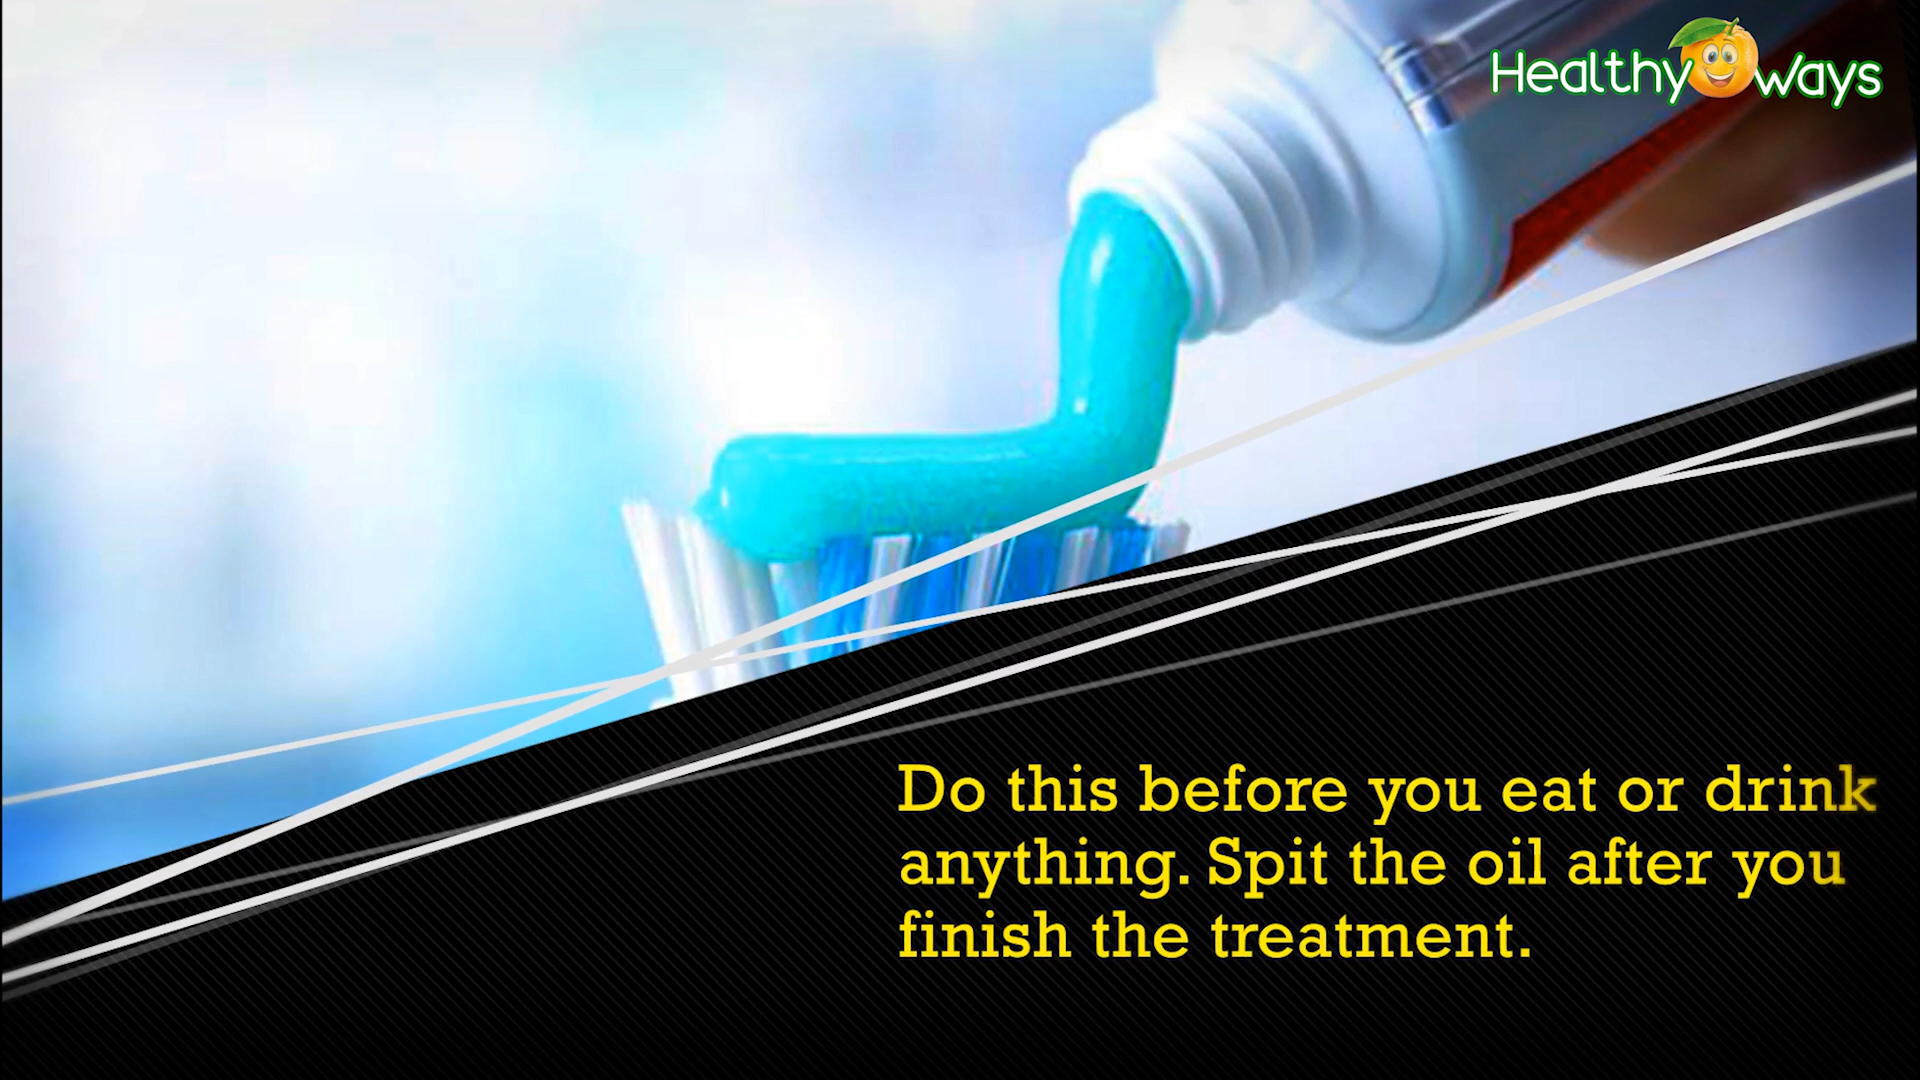 Healthy ways
Do this before you eat or drink
anything. Spit the oil after you
finish the treatment.